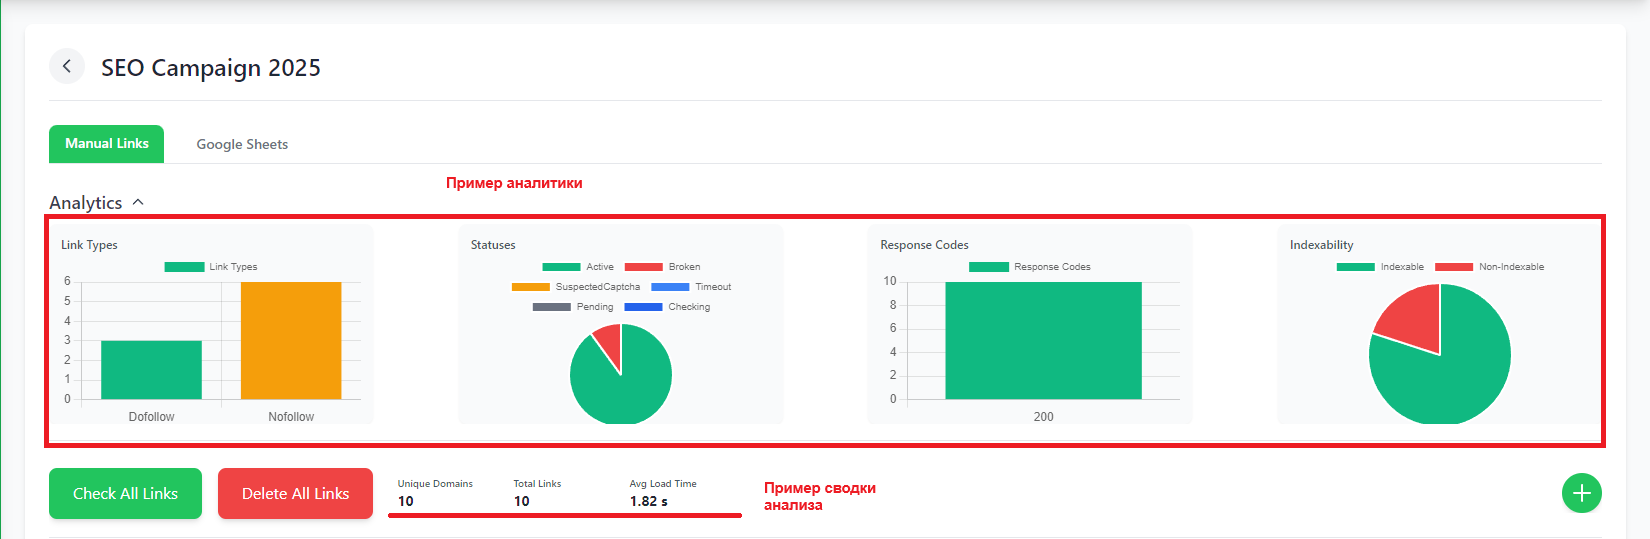 SEO Campaign 2025
Manual Links
Google Sheets
Пример аналитики
Analytics
Link Types
Link Types
6
5
4
3
2
1
0
Dofollow
Nofollow
Statuses
Active
Broken
SuspectedCaptcha
Timeout
Pending
Checking
Response Codes
Response Codes
10
8
6
4
2
0
200
Indexability
Indexable
Non-Indexable
Check All Links
Delete All Links
Unique Domains
10
Total Links
10
Avg Load Time
1.82 s
Пример сводки
анализа